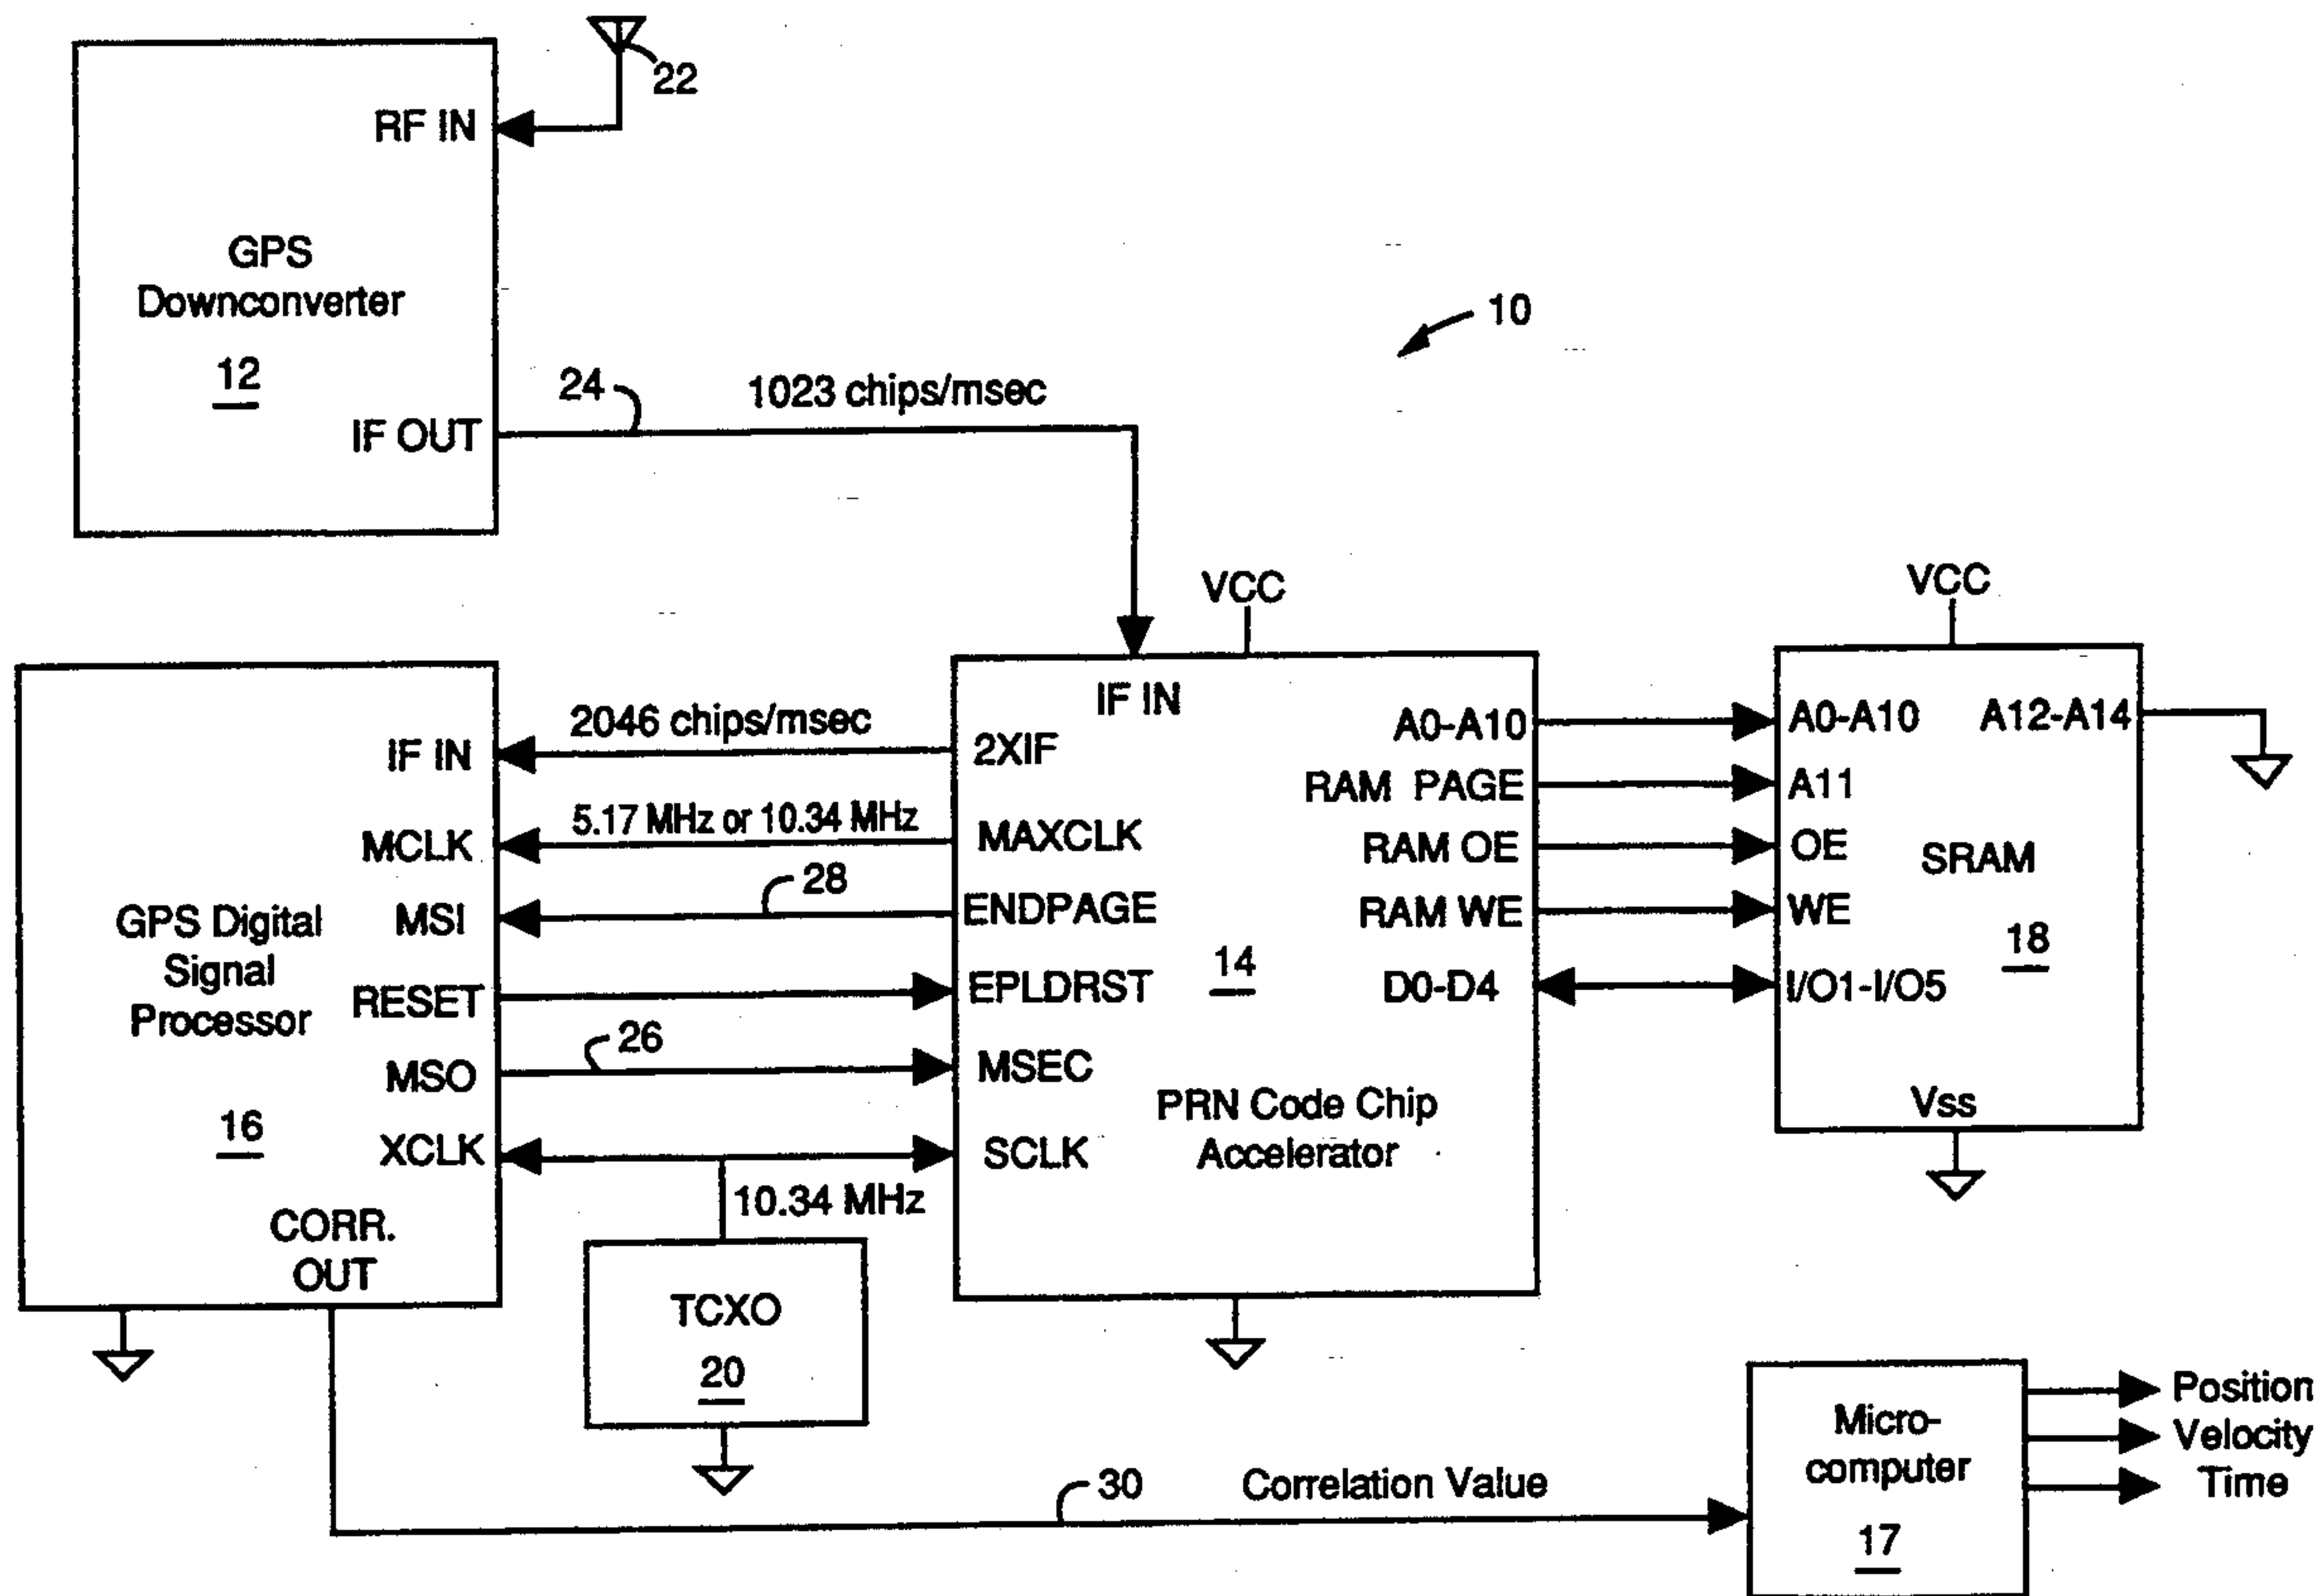 22
RF IN
GPS
Downconverter
12
IF OUT
24
1023 chips/msec
10
VCC
VCC
GPS Digital
Signal
Processor
16
IF IN
MCLK
MSI
RESET
MSO
XCLK
CORR.
OUT
2046 chips/msec
5.17 MHz or 10.34 MHz
28
26
10.34 MHz
TCXO
20
IF IN
2XIF
MAXCLK
ENDPAGE
EPLDRST
MSEC
SCLK
14
PRN Code Chip
Accelerator
A0-A10
RAM PAGE
RAM OE
RAM WE
D0-D4
A0-A10
A11
OE
WE
I/O1-I/O5
A12-A14
SRAM
18
Vss
30
Correlation Value
Micro-
computer
17
Position
Velocity
Time